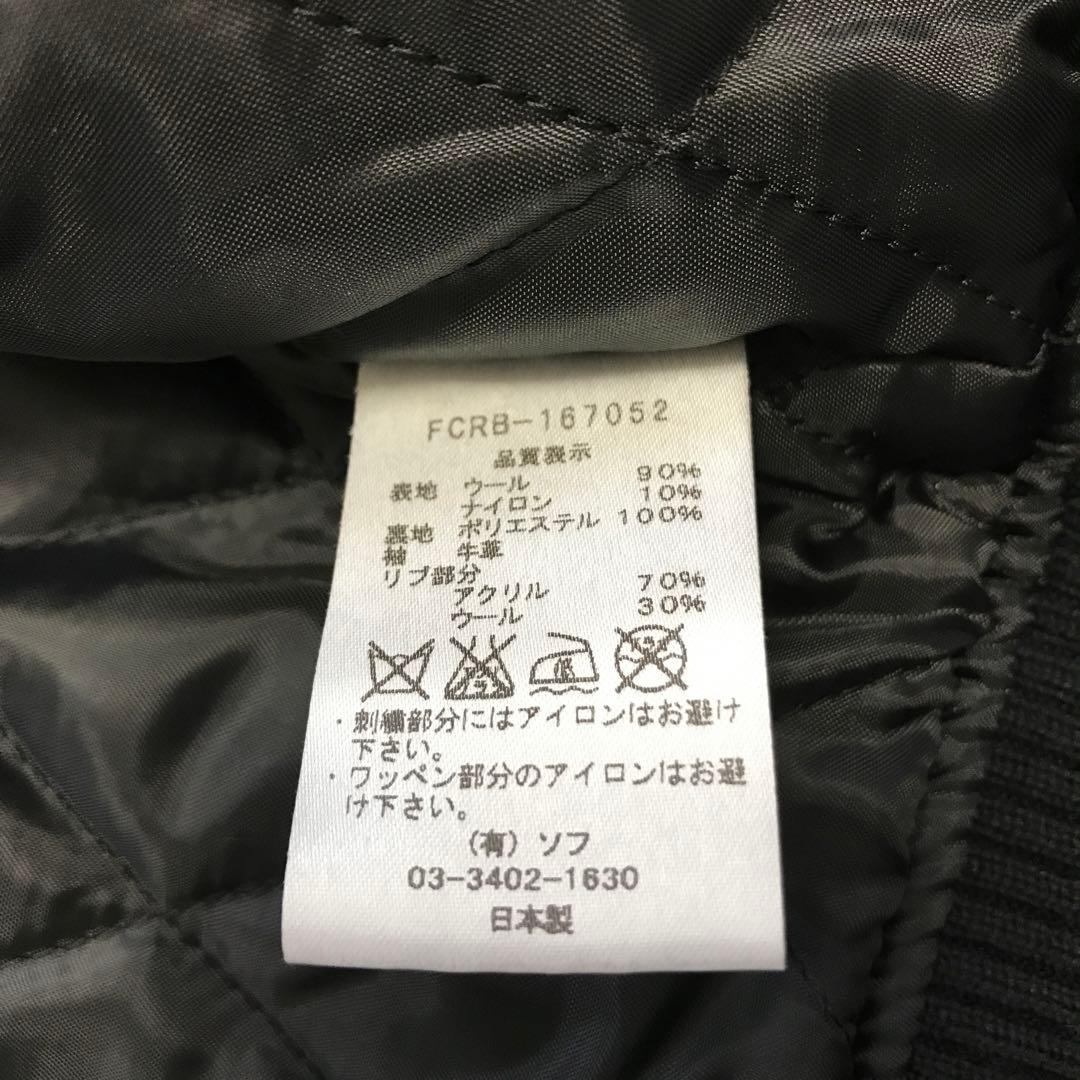 FCRB-167052
品質表示
表地 ウール 90%
ナイロン 10%
裏地 ポリエステル 100%
袖 牛革
リブ部分
アクリル 70%
ウール 30%
・刺繍部分にはアイロンはお避け
下さい。
・ワッペン部分のアイロンはお避
け下さい。
(有) ソフ
03-3402-1630
日本製